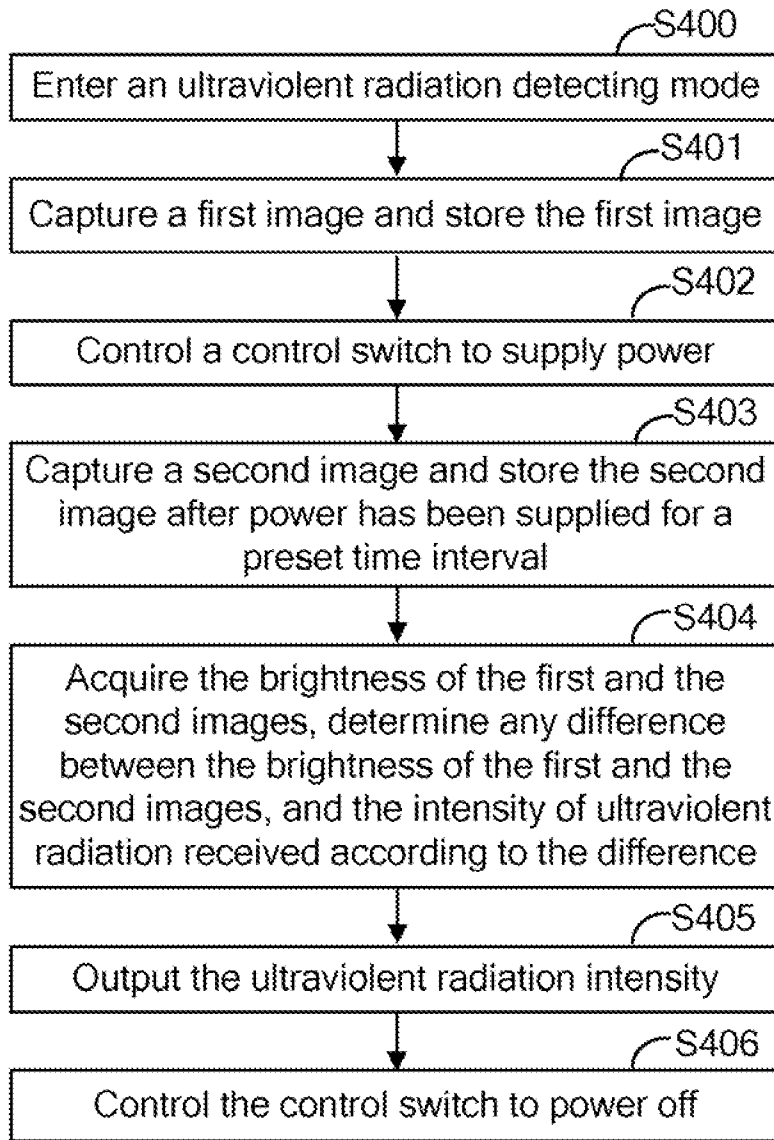 S400
Enter an ultraviolent radiation detecting mode
S401
Capture a first image and store the first image
S402
Control a control switch to supply power
S403
Capture a second image and store the second
image after power has been supplied for a
preset time interval
S404
Acquire the brightness of the first and the
second images, determine any difference
between the brightness of the first and the
second images, and the intensity of ultraviolent
radiation received according to the difference
S405
Output the ultraviolent radiation intensity
S406
Control the control switch to power off